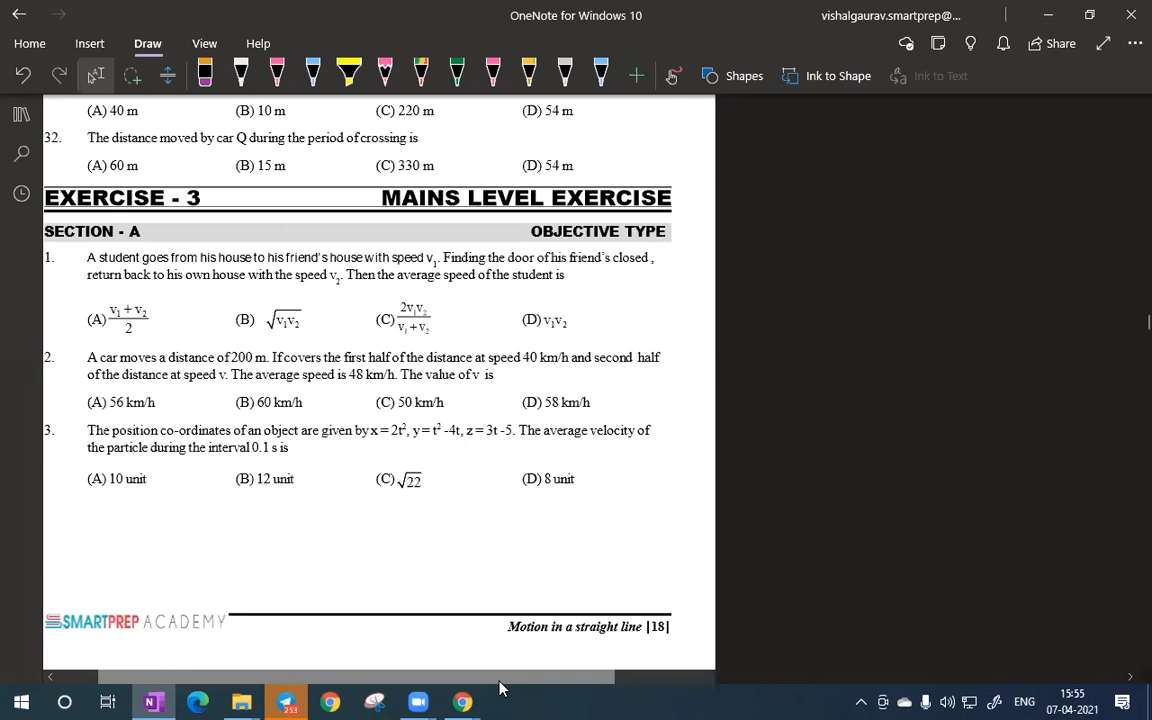 OneNote for Windows 10
vishalgaurav.smartprep@...
Home Insert Draw View Help
Share
Shapes Ink to Shape Ink to Text
(A) 40 m (B) 10 m (C) 220 m (D) 54 m
32. The distance moved by car Q during the period of crossing is
(A) 60 m (B) 15 m (C) 330 m (D) 54 m
EXERCISE - 3 MAINS LEVEL EXERCISE
SECTION - A OBJECTIVE TYPE
1. A student goes from his house to his friend's house with speed v₁. Finding the door of his friend's closed ,
return back to his own house with the speed v₂. Then the average speed of the student is
(A) (v₁ + v₂)/2 (B) √(v₁v₂) (C) 2v₁v₂/(v₁ + v₂) (D) v₁v₂
2. A car moves a distance of 200 m. If covers the first half of the distance at speed 40 km/h and second half
of the distance at speed v. The average speed is 48 km/h. The value of v is
(A) 56 km/h (B) 60 km/h (C) 50 km/h (D) 58 km/h
3. The position co-ordinates of an object are given by x = 2t², y = t² -4t, z = 3t -5. The average velocity of
the particle during the interval 0.1 s is
(A) 10 unit (B) 12 unit (C) √22 (D) 8 unit
SMARTPREP ACADEMY
Motion in a straight line |18|
253
ENG
15:55
07-04-2021